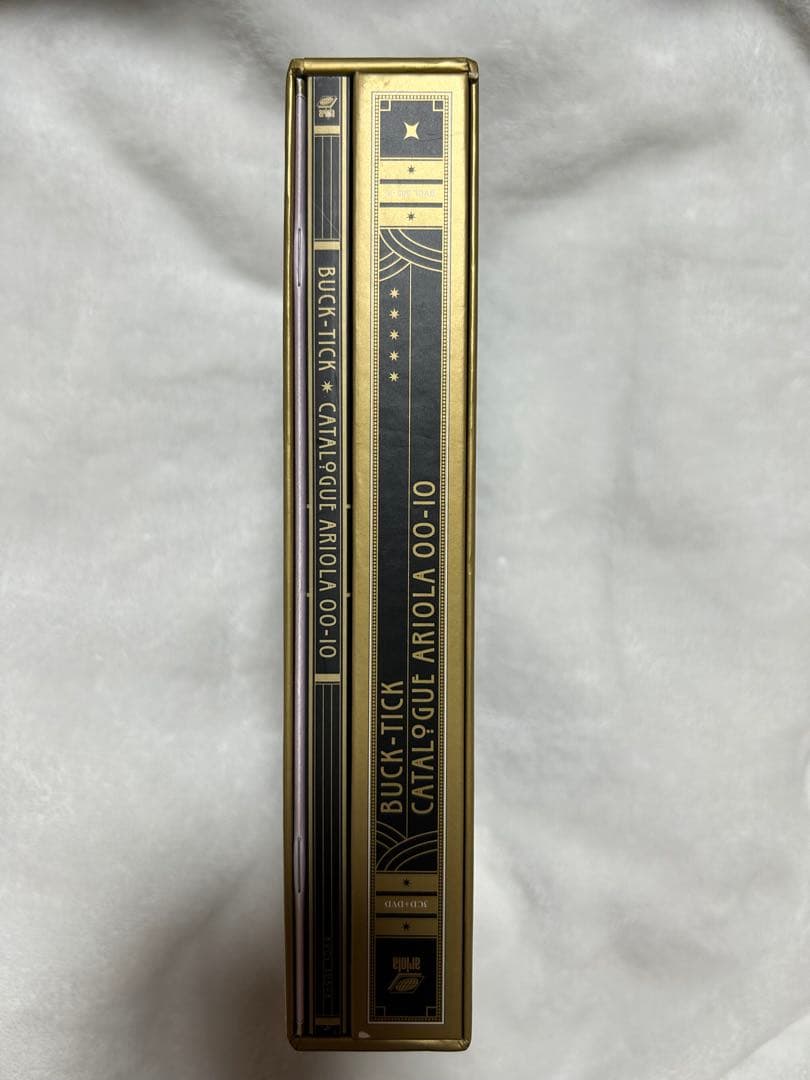 BUCK-TICK ✷ CATALOGUE ARIOLA 00-10
BUCK-TICK
CATALOGUE ARIOLA 00-10
3CD+DVD
ariola